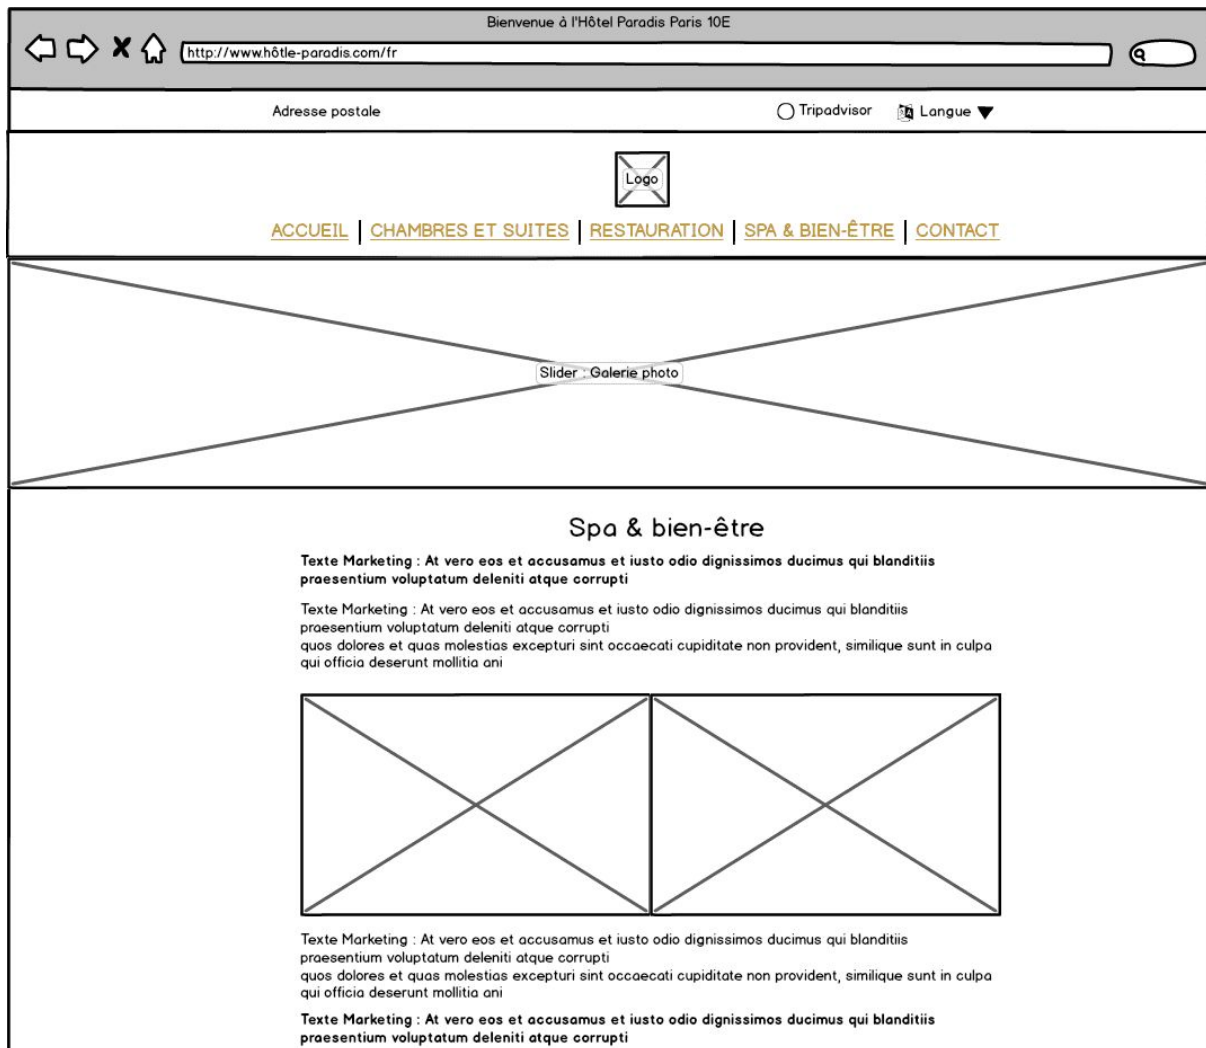 Bienvenue à l'Hôtel Paradis Paris 10E
http://www.hôtle-paradis.com/fr
Adresse postale
Tripadvisor
Langue
Logo
ACCUEIL | CHAMBRES ET SUITES | RESTAURATION | SPA & BIEN-ÊTRE | CONTACT
Slider : Galerie photo
Spa & bien-être
Texte Marketing : At vero eos et accusamus et iusto odio dignissimos ducimus qui blanditiis
praesentium voluptatum deleniti atque corrupti
Texte Marketing : At vero eos et accusamus et iusto odio dignissimos ducimus qui blanditiis
praesentium voluptatum deleniti atque corrupti
quos dolores et quas molestias excepturi sint occaecati cupiditate non provident, similique sunt in culpa
qui officia deserunt mollitia ani
Texte Marketing : At vero eos et accusamus et iusto odio dignissimos ducimus qui blanditiis
praesentium voluptatum deleniti atque corrupti
quos dolores et quas molestias excepturi sint occaecati cupiditate non provident, similique sunt in culpa
qui officia deserunt mollitia ani
Texte Marketing : At vero eos et accusamus et iusto odio dignissimos ducimus qui blanditiis
praesentium voluptatum deleniti atque corrupti